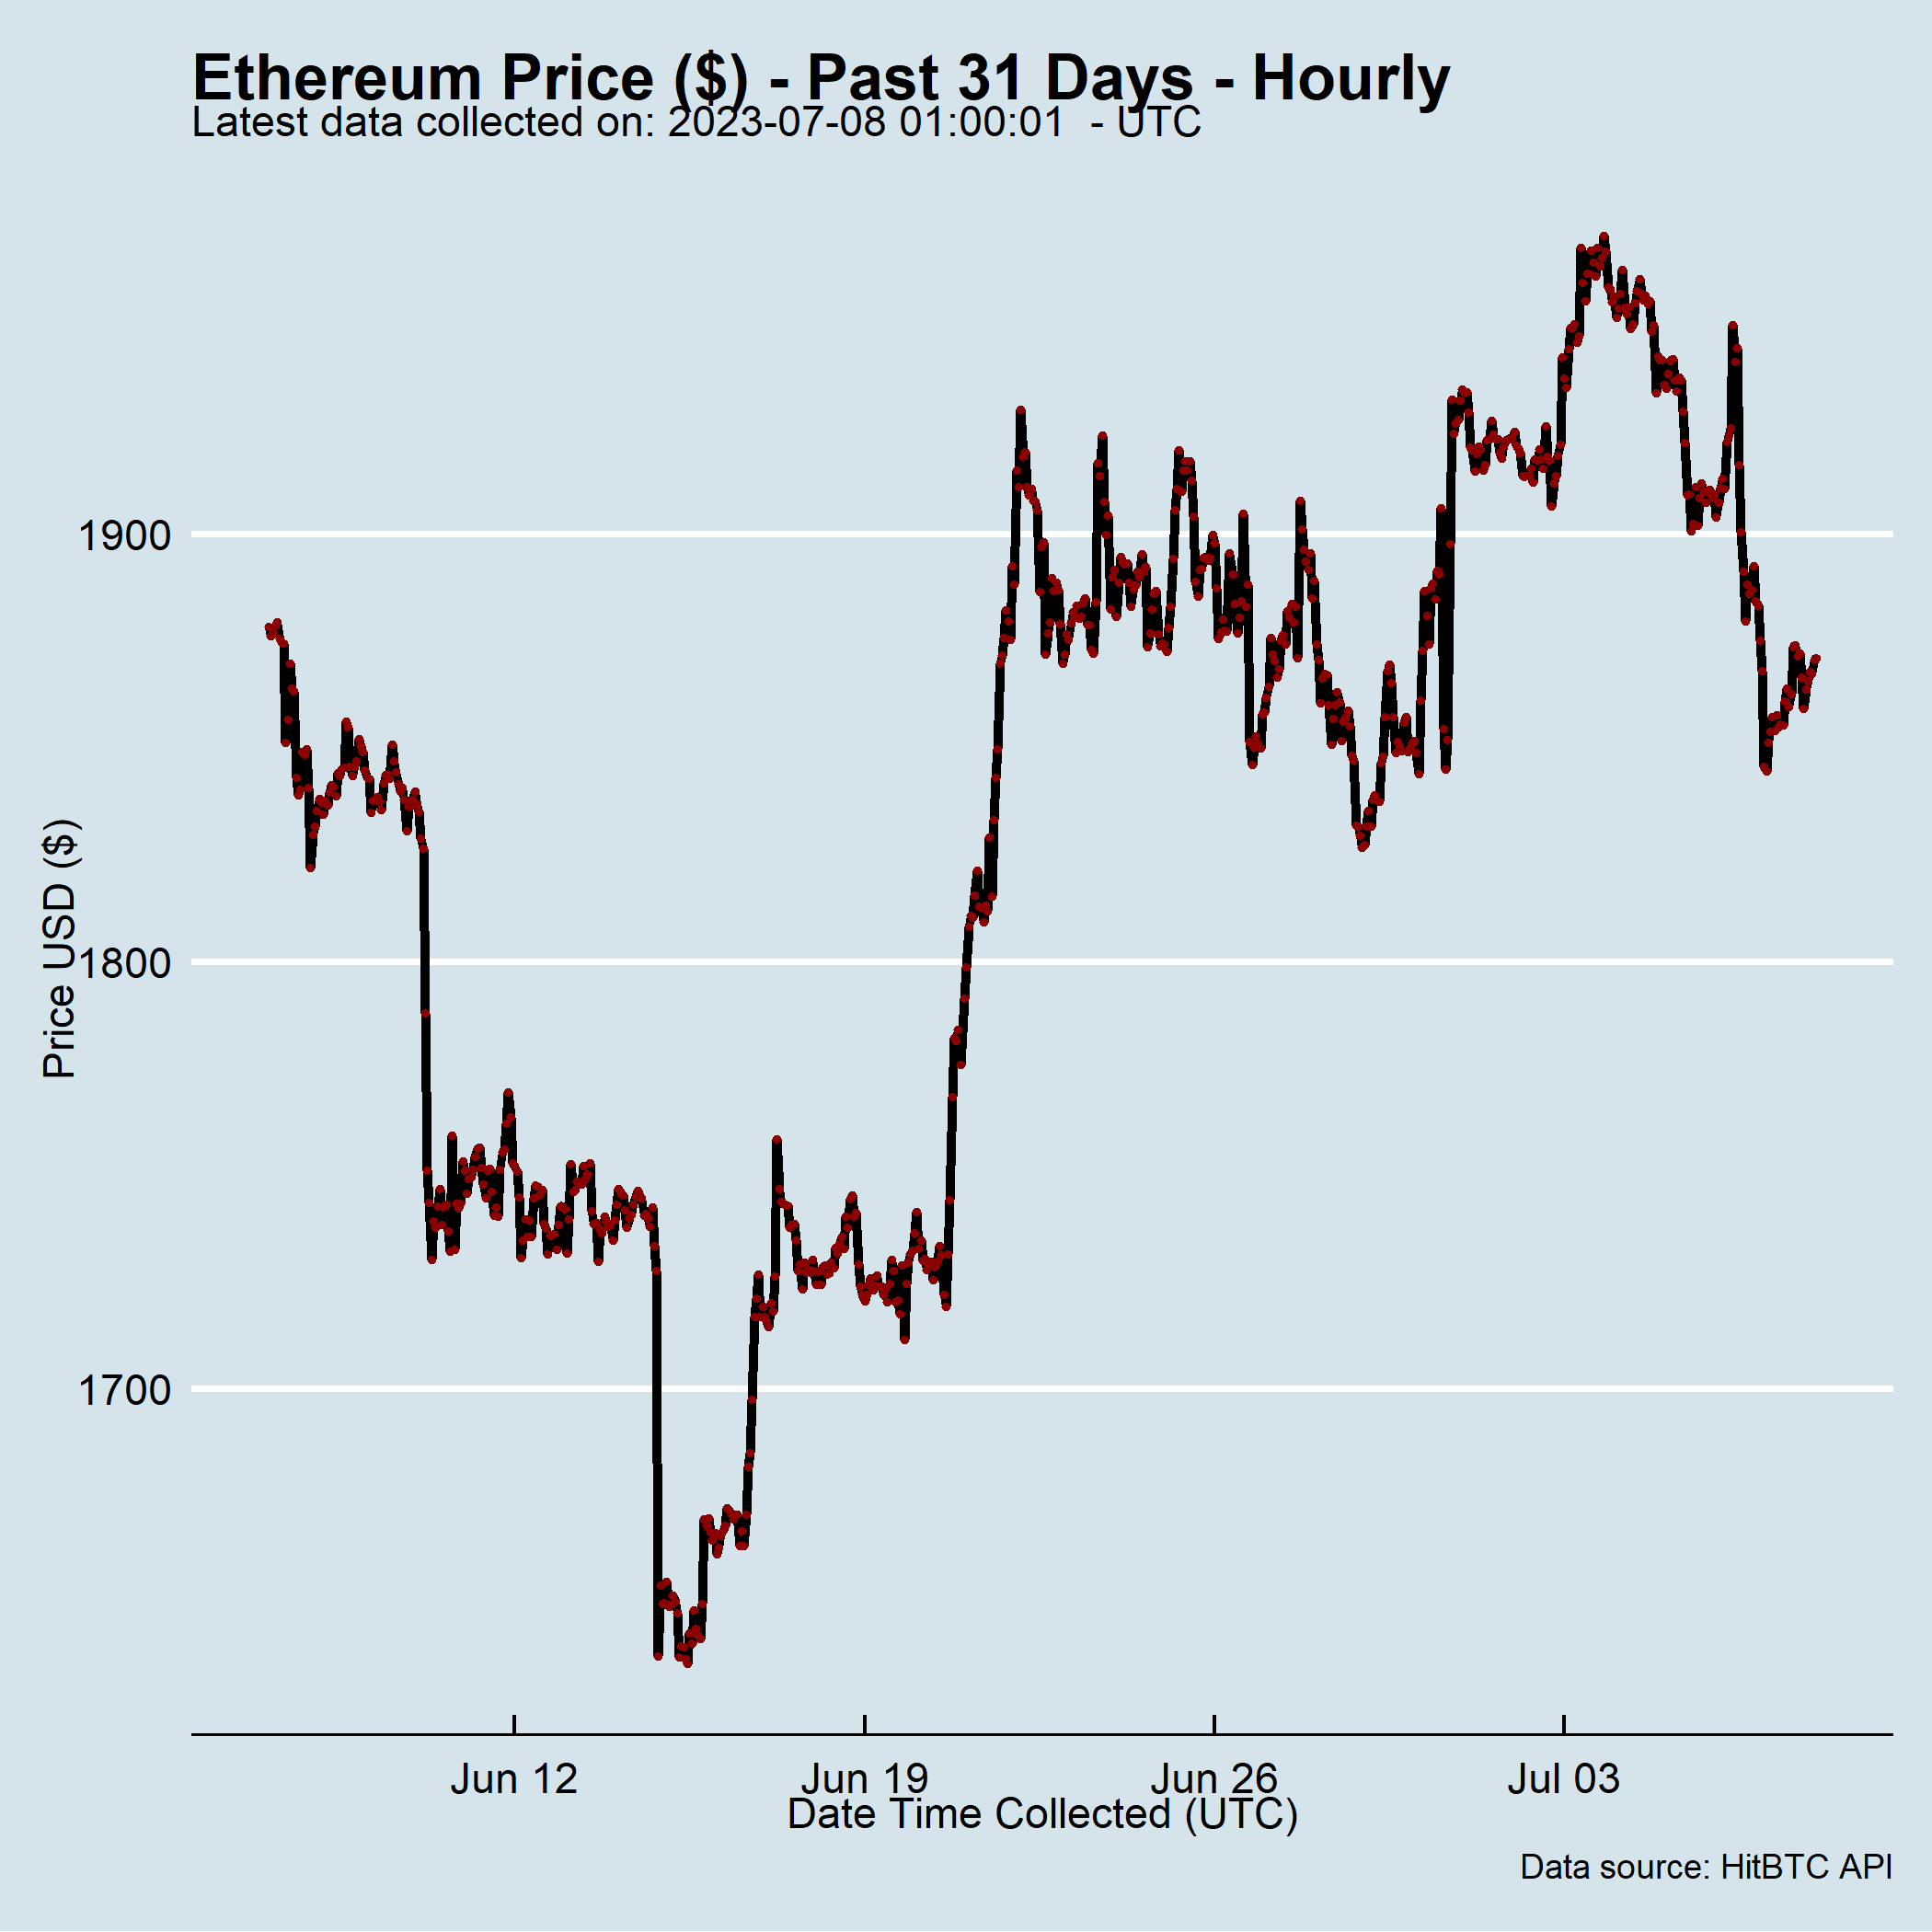 Ethereum Price ($) - Past 31 Days - Hourly
Latest data collected on: 2023-07-08 01:00:01  - UTC
Price USD ($)
1900
1800
1700
Jun 12
Jun 19
Jun 26
Jul 03
Date Time Collected (UTC)
Data source: HitBTC API